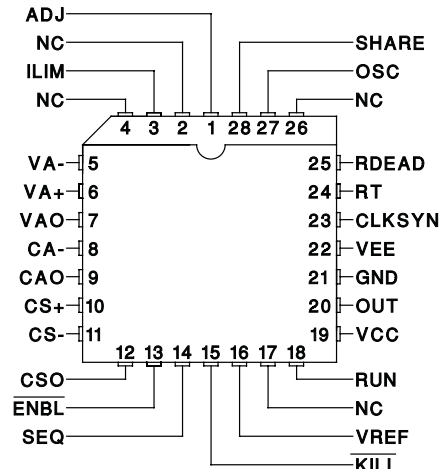 ADJ
NC SHARE
ILIM OSC
NC NC
4 3 2 1 28 27 26
VA- 5 25 RDEAD
VA+ 6 24 RT
VAO 7 23 CLKSYN
CA- 8 22 VEE
CAO 9 21 GND
CS+ 10 20 OUT
CS- 11 19 VCC
12 13 14 15 16 17 18
CSO RUN
ENBL NC
SEQ VREF
KILL